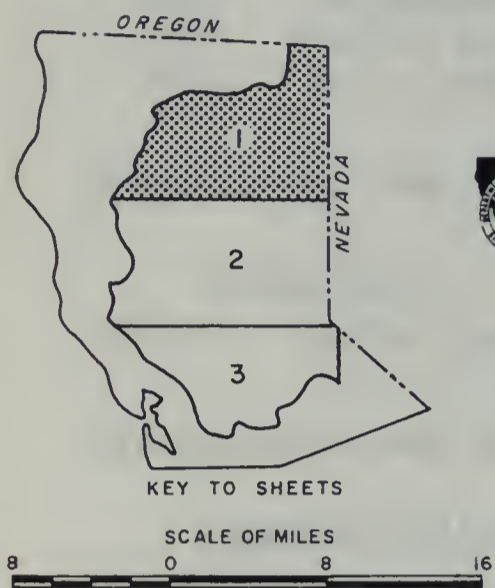 OREGON
1
NEVADA
2
3
KEY TO SHEETS
SCALE OF MILES
8 0 8 16